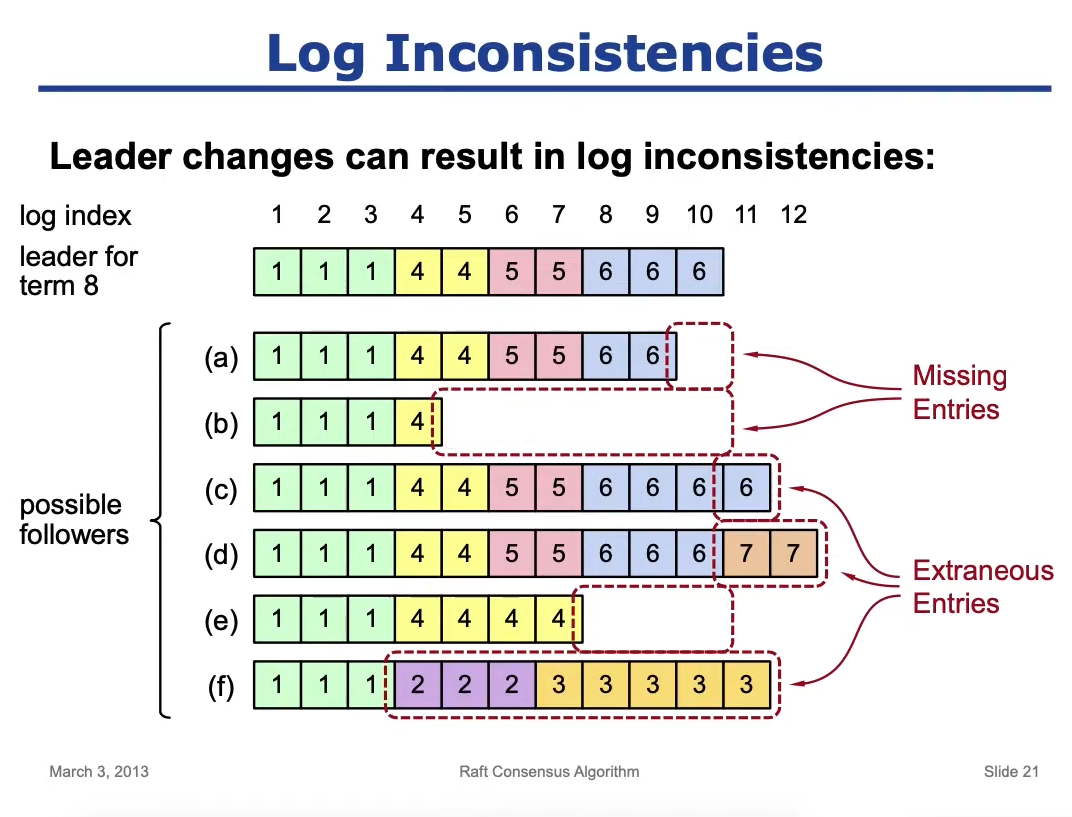 Log Inconsistencies
Leader changes can result in log inconsistencies:
log index 1 2 3 4 5 6 7 8 9 10 11 12
leader for
term 8
1 1 1 4 4 5 5 6 6 6
possible
followers
(a) 1 1 1 4 4 5 5 6 6
(b) 1 1 1 4
(c) 1 1 1 4 4 5 5 6 6 6 6
(d) 1 1 1 4 4 5 5 6 6 6 7 7
(e) 1 1 1 4 4 4 4
(f) 1 1 1 2 2 2 3 3 3 3 3
Missing
Entries
Extraneous
Entries
March 3, 2013
Raft Consensus Algorithm
Slide 21